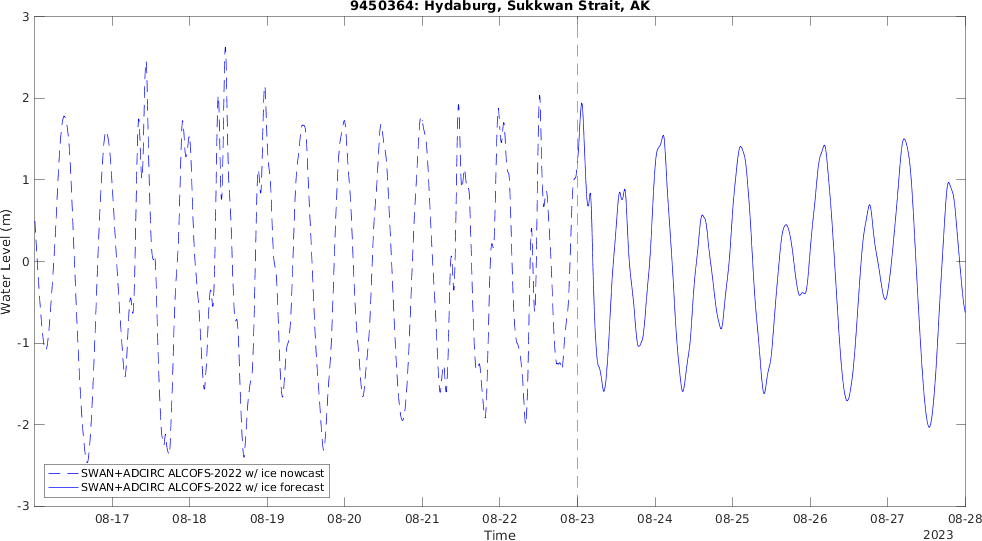 9450364: Hydaburg, Sukkwan Strait, AK
3
2
1
0
-1
-2
-3
Water Level (m)
SWAN+ADCIRC ALCOFS-2022 w/ ice nowcast
SWAN+ADCIRC ALCOFS-2022 w/ ice forecast
08-17 08-18 08-19 08-20 08-21 08-22 08-23 08-24 08-25 08-26 08-27 08-28
Time
2023